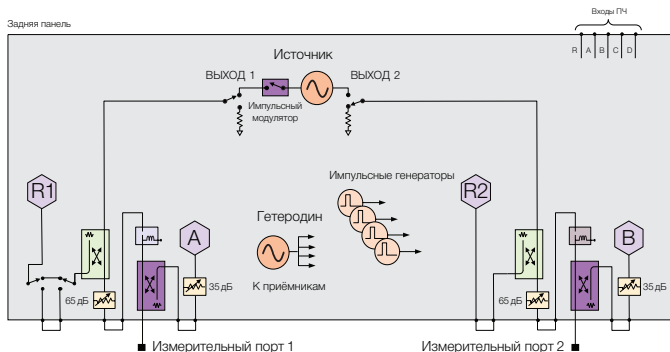 Задняя панель
Входы ПЧ
R A B C D
Источник
ВЫХОД 1
ВЫХОД 2
Импульсный
модулятор
Импульсные генераторы
R1
R2
Гетеродин
A
B
К приёмникам
65 дБ
35 дБ
65 дБ
35 дБ
Измерительный порт 1
Измерительный порт 2